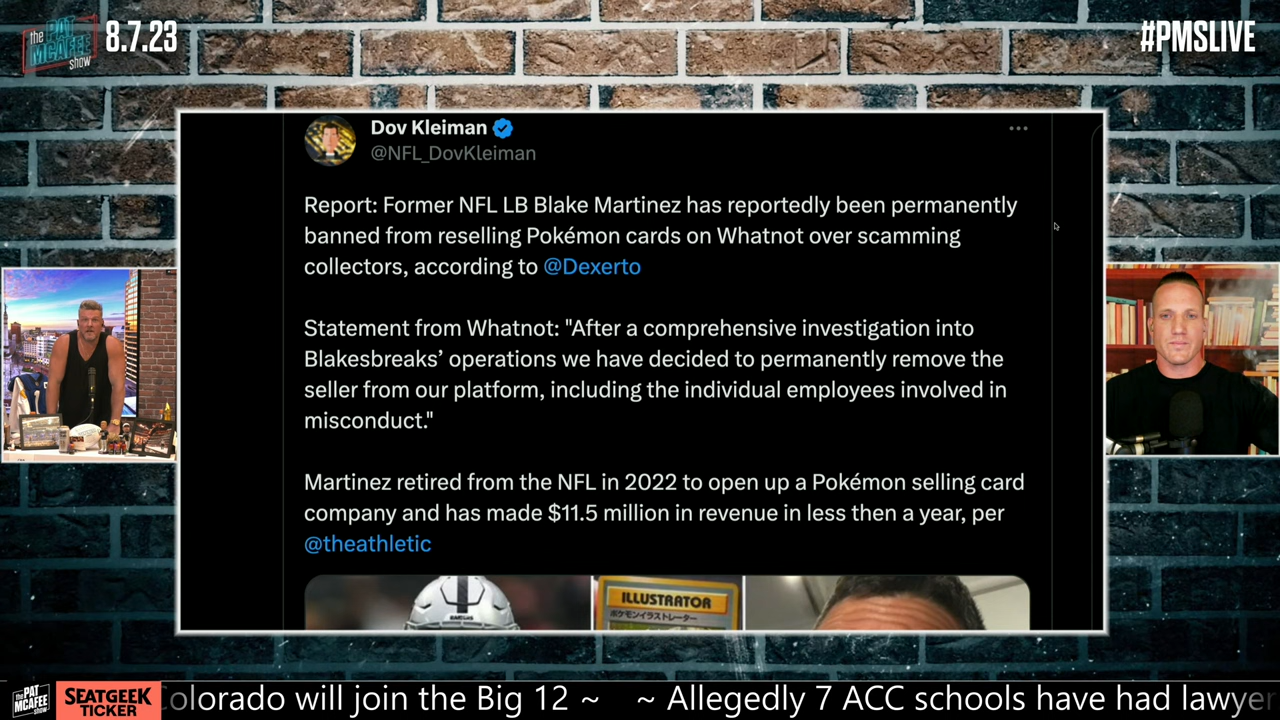 the PAT MCAFEE show
8.7.23
#PMSLIVE
Dov Kleiman
@NFL_DovKleiman
Report: Former NFL LB Blake Martinez has reportedly been permanently
banned from reselling Pokémon cards on Whatnot over scamming
collectors, according to @Dexerto
Statement from Whatnot: "After a comprehensive investigation into
Blakesbreaks’ operations we have decided to permanently remove the
seller from our platform, including the individual employees involved in
misconduct."
Martinez retired from the NFL in 2022 to open up a Pokémon selling card
company and has made $11.5 million in revenue in less then a year, per
@theathletic
RAIDERS
ILLUSTRATOR
ポケモンイラストレーター
the PAT MCAFEE show
SEATGEEK
TICKER
Colorado will join the Big 12 ~ ~ Allegedly 7 ACC schools have had lawyer